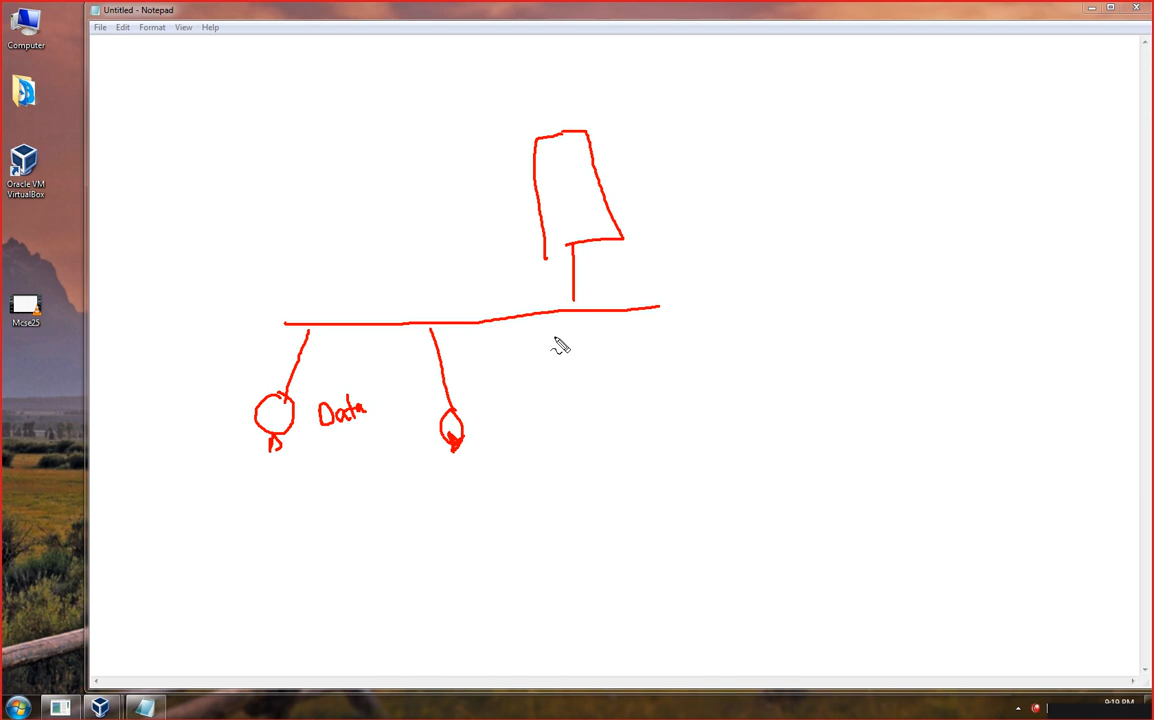 Computer
Untitled - Notepad
File Edit Format View Help
Oracle VM
VirtualBox
Mcse25
Data